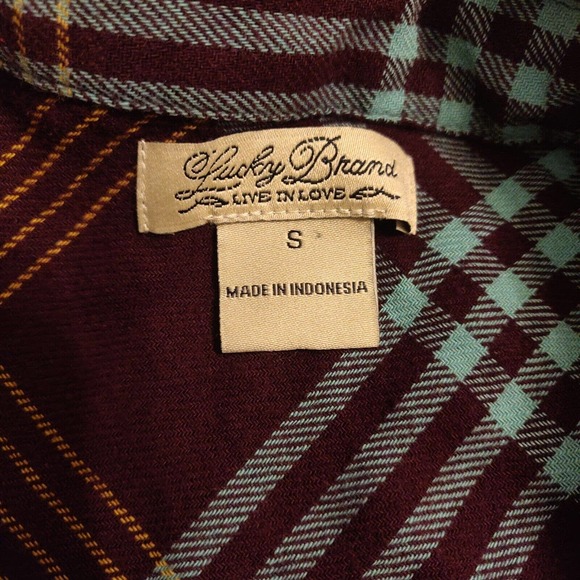 Lucky Brand
LIVE IN LOVE
S
MADE IN INDONESIA